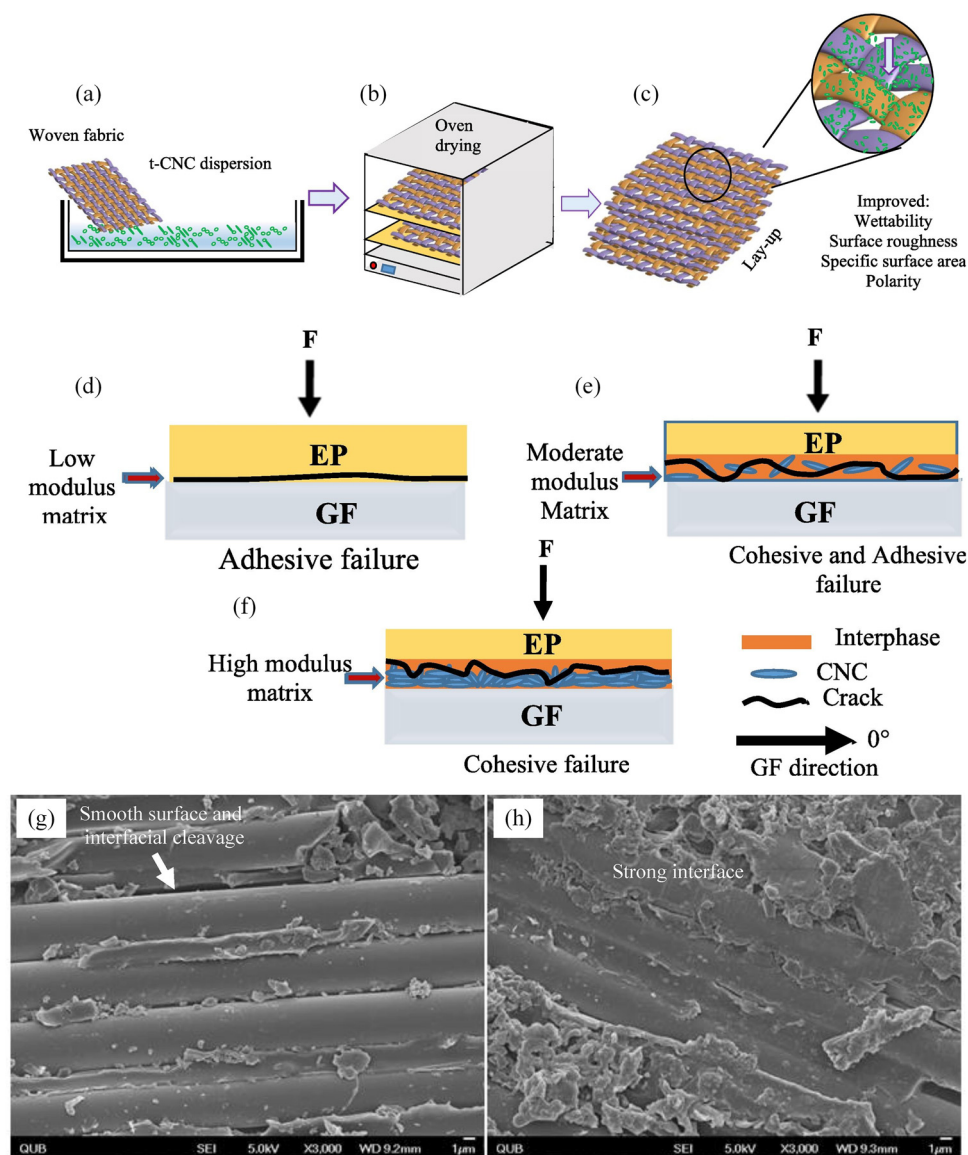 (a)
Woven fabric
t-CNC dispersion
(b)
Oven
drying
(c)
Lay-up
Improved:
Wettability
Surface roughness
Specific surface area
Polarity
(d)
F
Low
modulus
matrix
EP
GF
Adhesive failure
(e)
F
Moderate
modulus
Matrix
EP
GF
Cohesive and Adhesive
failure
(f)
F
High modulus
matrix
EP
GF
Cohesive failure
Interphase
CNC
Crack
0°
GF direction
(g)
Smooth surface and
interfacial cleavage
QUB SEI 5.0kV X3,000 WD 9.2mm 1μm
(h)
Strong interface
QUB SEI 5.0kV X3,000 WD 9.3mm 1μm